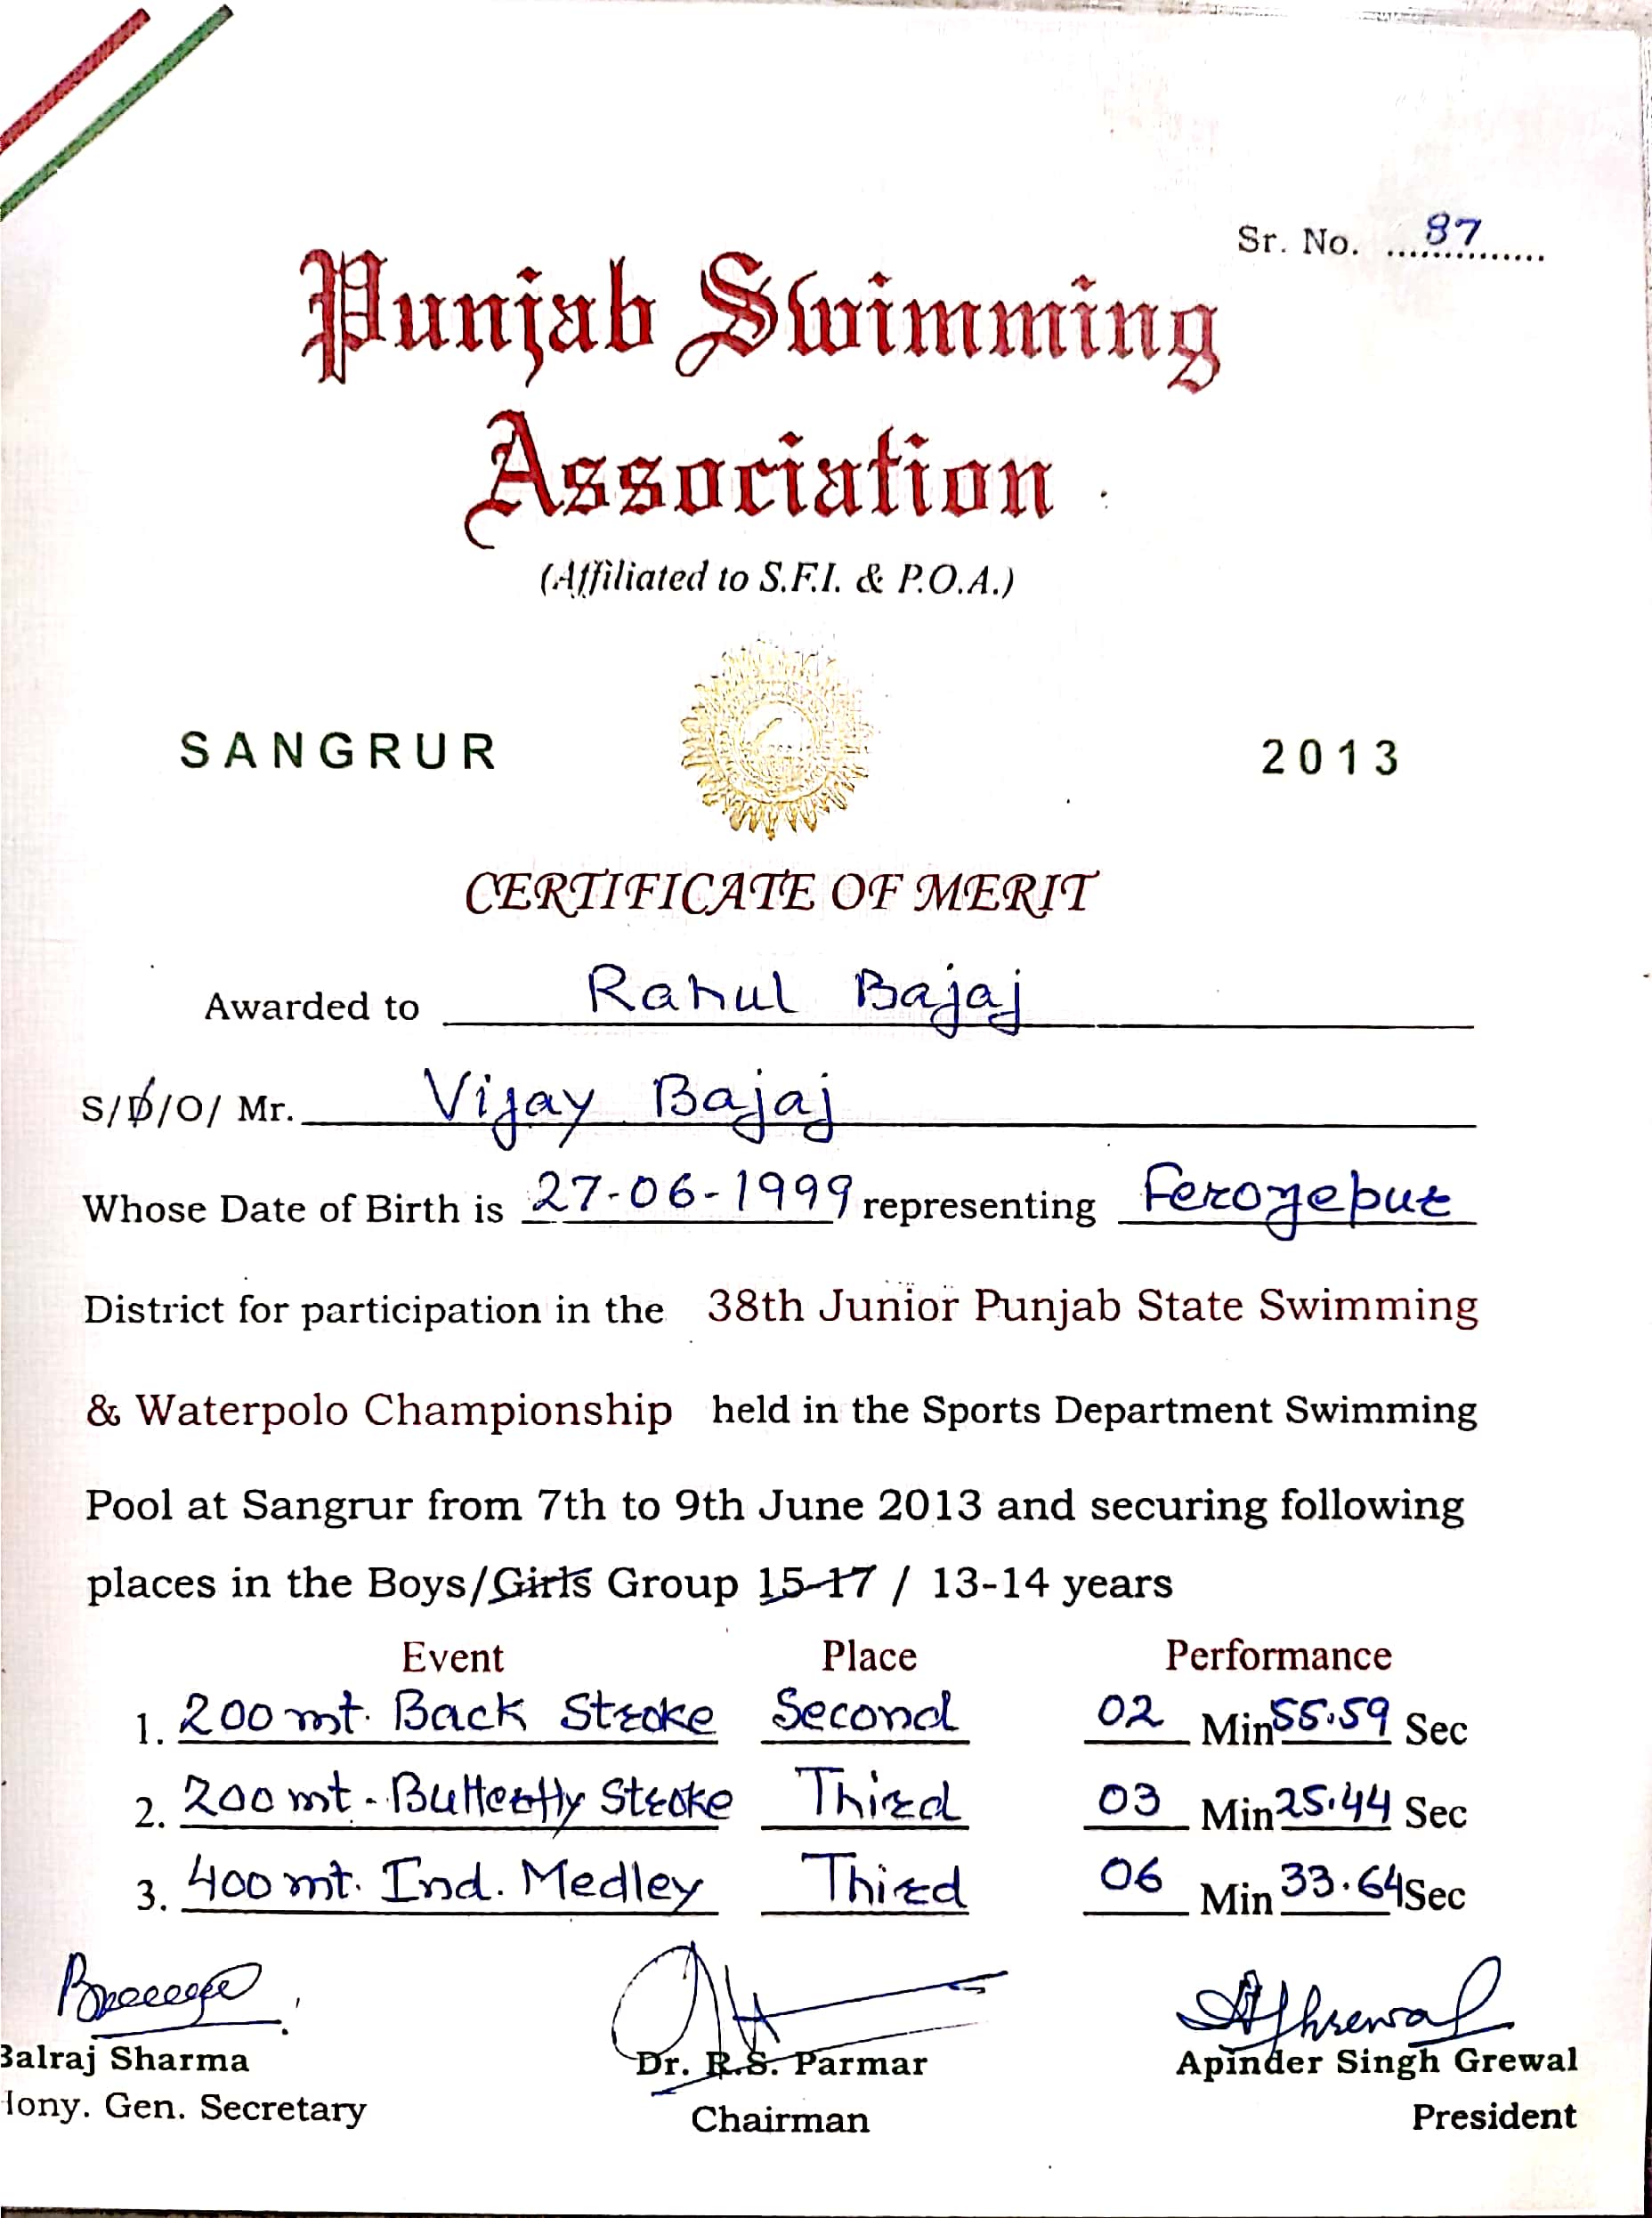 Sr. No. ...87..............
Punjab Swimming
Association
(Affiliated to S.F.I. & P.O.A.)
SANGRUR 2013
CERTIFICATE OF MERIT
Awarded to Rahul Bajaj
S/D/O/ Mr. Vijay Bajaj
Whose Date of Birth is 27-06-1999 representing Ferozepur
District for participation in the 38th Junior Punjab State Swimming
& Waterpolo Championship held in the Sports Department Swimming
Pool at Sangrur from 7th to 9th June 2013 and securing following
places in the Boys/Girls Group 15-17 / 13-14 years
Event Place Performance
1. 200 mt. Back Stroke Second 02 Min 55.59 Sec
2. 200 mt - Butterfly Stroke Third 03 Min 25.44 Sec
3. 400 mt. Ind. Medley Third 06 Min 33.64 Sec
Balraj Sharma Dr. R.S. Parmar Apinder Singh Grewal
Hony. Gen. Secretary Chairman President